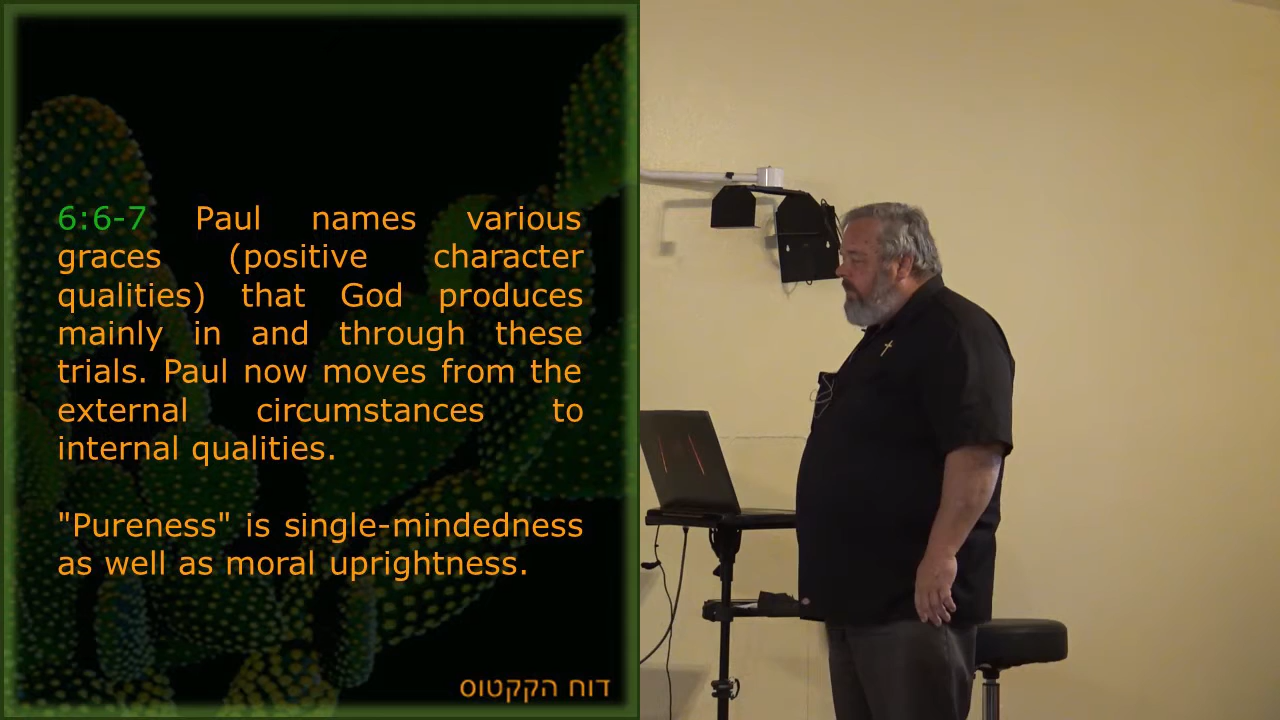 6:6-7 Paul names various
graces (positive character
qualities) that God produces
mainly in and through these
trials. Paul now moves from the
external circumstances to
internal qualities.
"Pureness" is single-mindedness
as well as moral uprightness.
דוח הקקטוס